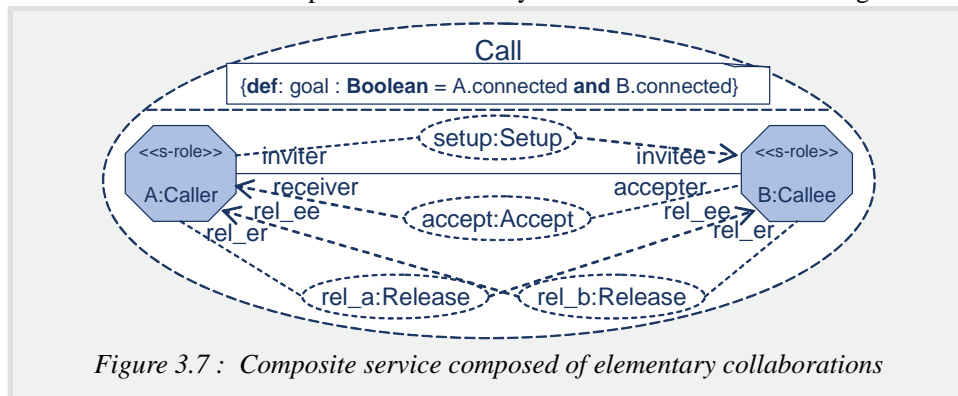 Call
{def: goal : Boolean = A.connected and B.connected}
setup:Setup
<<s-role>> inviter invitee <<s-role>>
receiver accepter
A:Caller B:Callee
rel_ee accept:Accept rel_ee
rel_er rel_er
rel_a:Release rel_b:Release
Figure 3.7 : Composite service composed of elementary collaborations